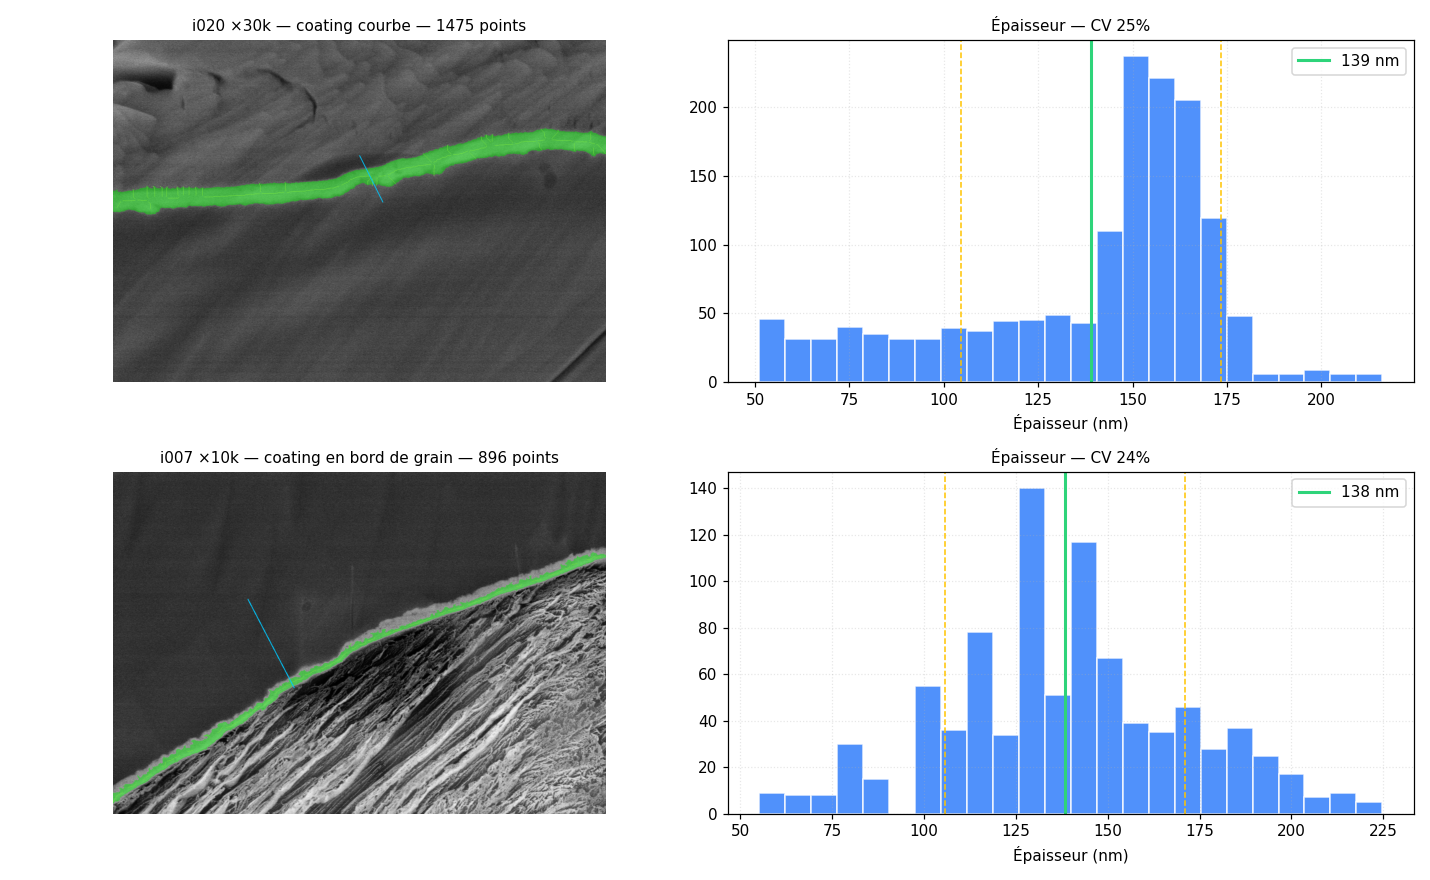 i020 ×30k — coating courbe — 1475 points
Épaisseur — CV 25%
139 nm
200
150
100
50
0
50 75 100 125 150 175 200
Épaisseur (nm)
i007 ×10k — coating en bord de grain — 896 points
Épaisseur — CV 24%
138 nm
140
120
100
80
60
40
20
0
50 75 100 125 150 175 200 225
Épaisseur (nm)